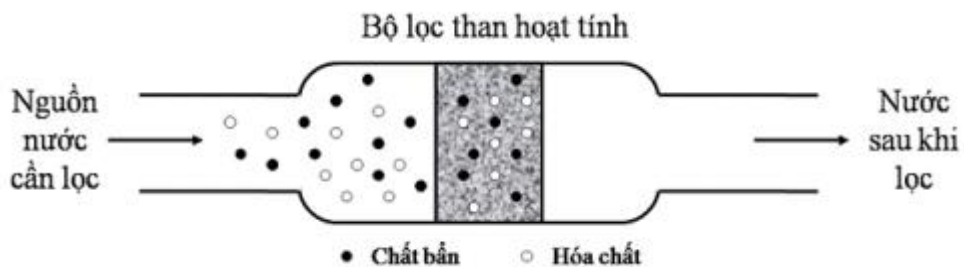 Bộ lọc than hoạt tính
Nguồn
nước
cần lọc
Nước
sau khi
lọc
Chất bẩn
Hóa chất